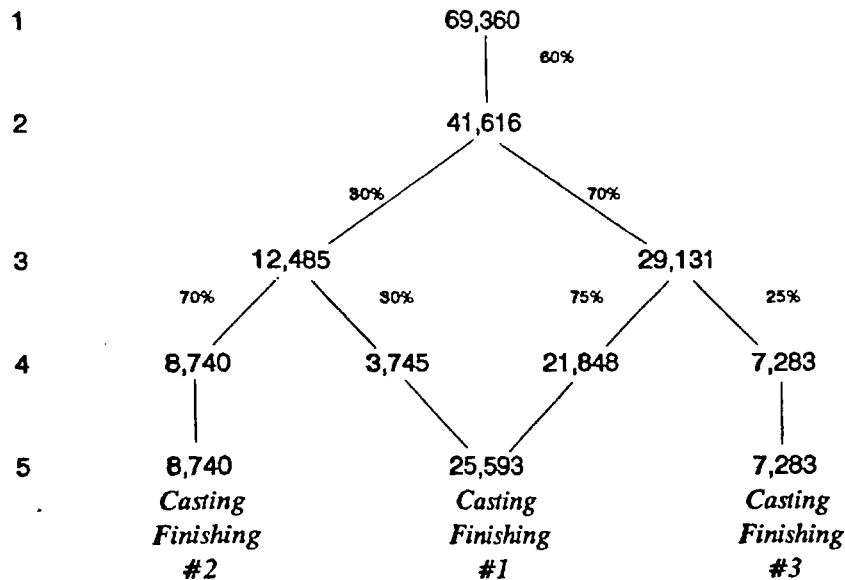 1 69,360
60%
2 41,616
30% 70%
3 12,485 29,131
70% 30% 75% 25%
4 8,740 3,745 21,848 7,283
5 8,740 25,593 7,283
Casting Casting Casting
Finishing Finishing Finishing
#2 #1 #3